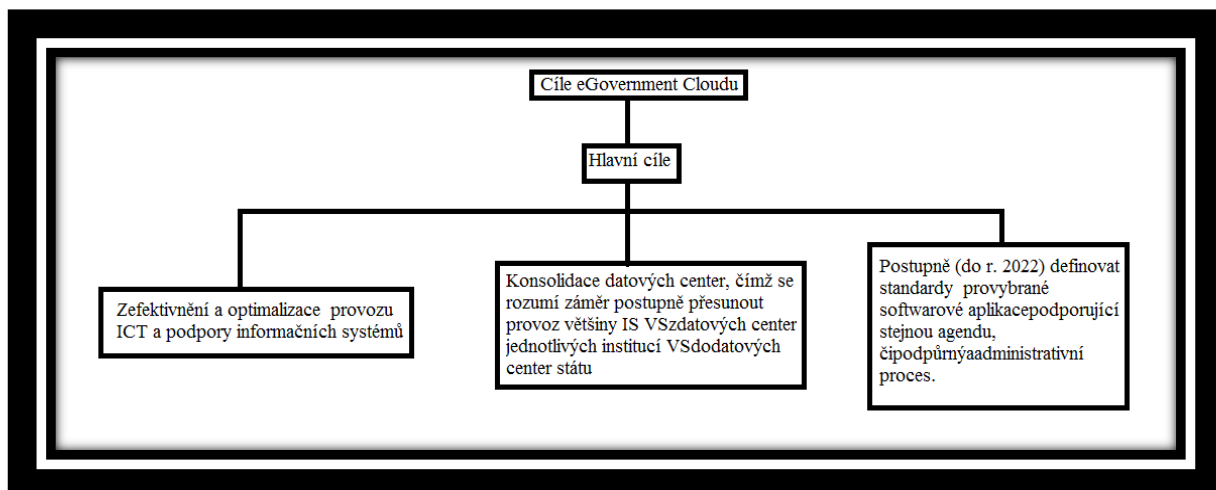 Cíle eGovernment Cloudu
Hlavní cíle
Zefektivnění a optimalizace provozu
ICT a podpory informačních systémů
Konsolidace datových center, čímž se
rozumí záměr postupně přesunout
provoz většiny IS VSzdatových center
jednotlivých institucí VSdodatových
center státu
Postupně (do r. 2022) definovat
standardy provybrané
softwarové aplikacepodporující
stejnou agendu,
čipodpůrnýaadministrativní
proces.